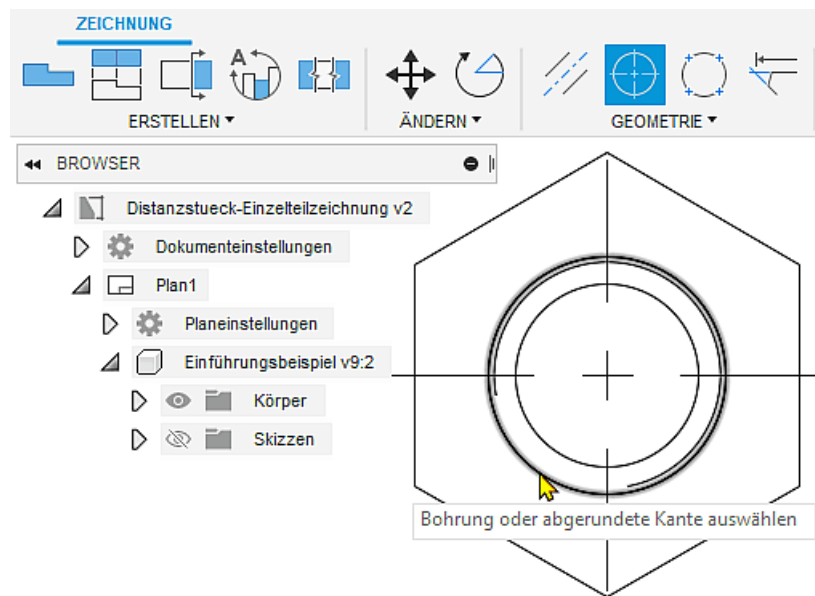 ZEICHNUNG
A
ERSTELLEN ▼
ÄNDERN ▼
GEOMETRIE ▼
BROWSER
Distanzstueck-Einzelteilzeichnung v2
Dokumenteinstellungen
Plan1
Planeinstellungen
Einführungsbeispiel v9:2
Körper
Skizzen
Bohrung oder abgerundete Kante auswählen